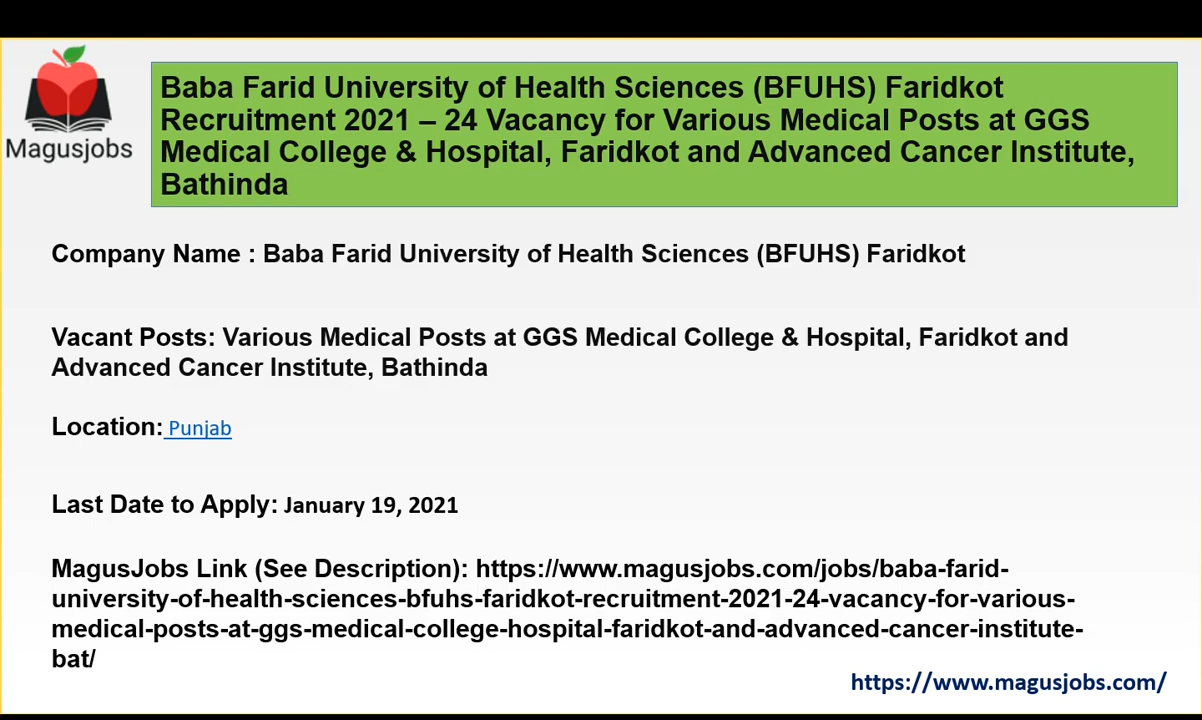 Magusjobs
Baba Farid University of Health Sciences (BFUHS) Faridkot
Recruitment 2021 – 24 Vacancy for Various Medical Posts at GGS
Medical College & Hospital, Faridkot and Advanced Cancer Institute,
Bathinda
Company Name : Baba Farid University of Health Sciences (BFUHS) Faridkot
Vacant Posts: Various Medical Posts at GGS Medical College & Hospital, Faridkot and
Advanced Cancer Institute, Bathinda
Location: Punjab
Last Date to Apply: January 19, 2021
MagusJobs Link (See Description): https://www.magusjobs.com/jobs/baba-farid-
university-of-health-sciences-bfuhs-faridkot-recruitment-2021-24-vacancy-for-various-
medical-posts-at-ggs-medical-college-hospital-faridkot-and-advanced-cancer-institute-
bat/
https://www.magusjobs.com/